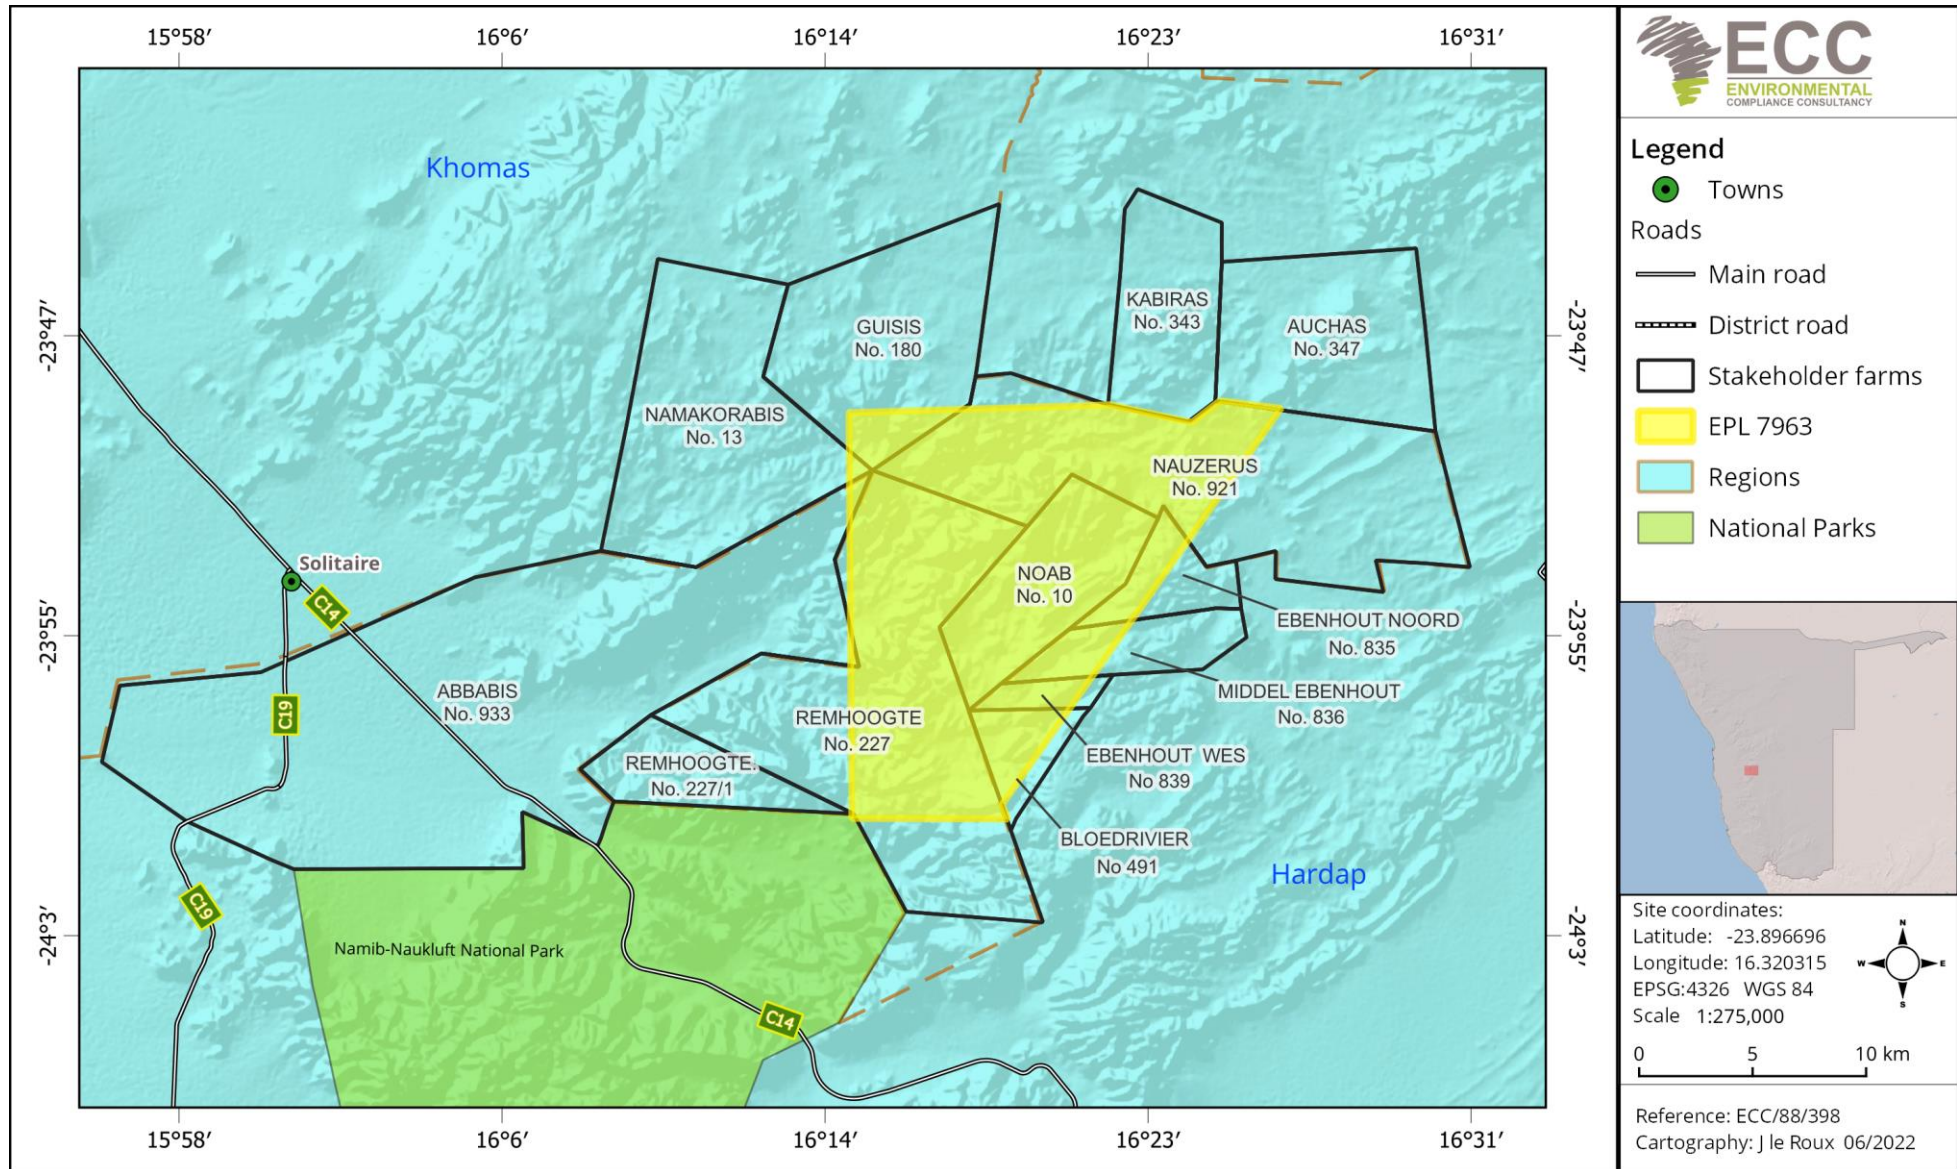 15°58′ 16°6′ 16°14′ 16°23′ 16°31′
Khomas
-23°47′
-23°47′
KABIRAS
No. 343
GUISIS
No. 180
AUCHAS
No. 347
NAMAKORABIS
No. 13
NAUZERUS
No. 921
Solitaire
C14
NOAB
No. 10
-23°55′
-23°55′
EBENHOUT NOORD
No. 835
C19
ABBABIS
No. 933
MIDDEL EBENHOUT
No. 836
REMHOOGTE
No. 227
REMHOOGTE.
No. 227/1
EBENHOUT WES
No 839
BLOEDRIVIER
No 491
Hardap
C19
-24°3′
-24°3′
Namib-Naukluft National Park
C14
15°58′ 16°6′ 16°14′ 16°23′ 16°31′
ECC
ENVIRONMENTAL
COMPLIANCE CONSULTANCY
Legend
Towns
Roads
Main road
District road
Stakeholder farms
EPL 7963
Regions
National Parks
Site coordinates:
Latitude: -23.896696
Longitude: 16.320315
EPSG:4326 WGS 84
Scale 1:275,000
N
W E
S
0 5 10 km
Reference: ECC/88/398
Cartography: J le Roux 06/2022